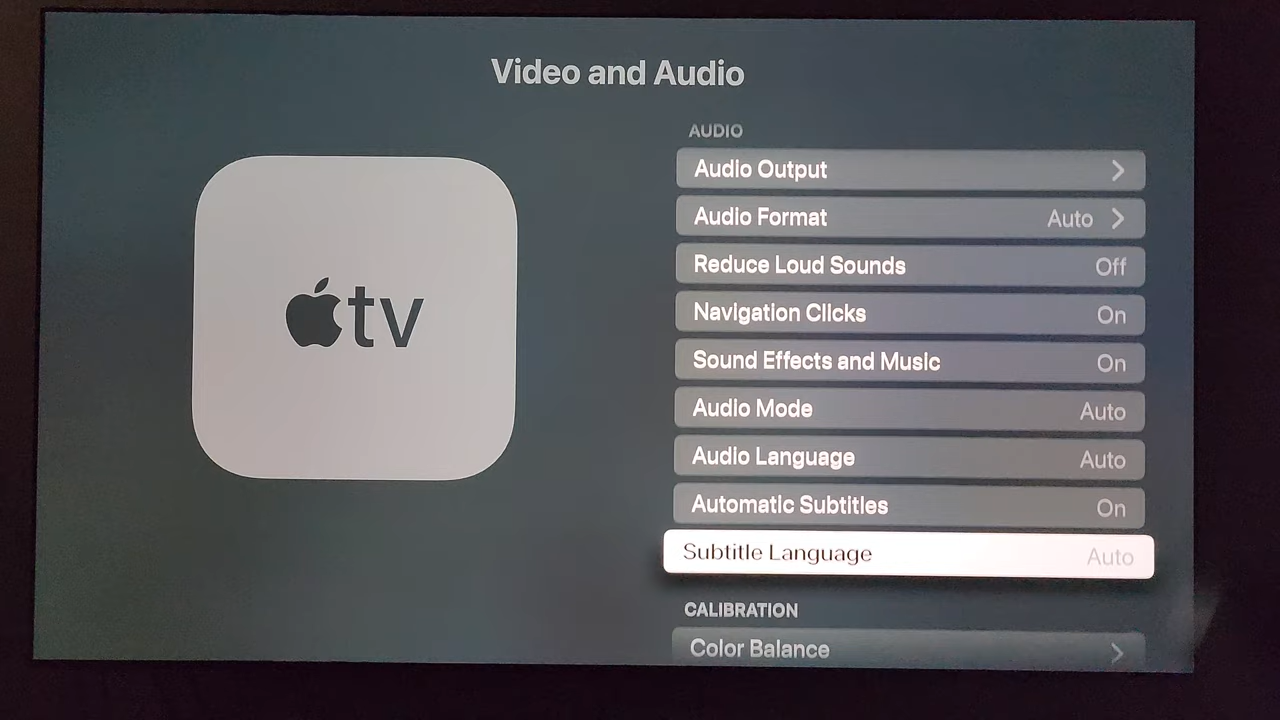 Video and Audio
AUDIO
Audio Output
Audio Format Auto
Reduce Loud Sounds Off
Navigation Clicks On
Sound Effects and Music On
Audio Mode Auto
Audio Language Auto
Automatic Subtitles On
Subtitle Language Auto
CALIBRATION
Color Balance
tv